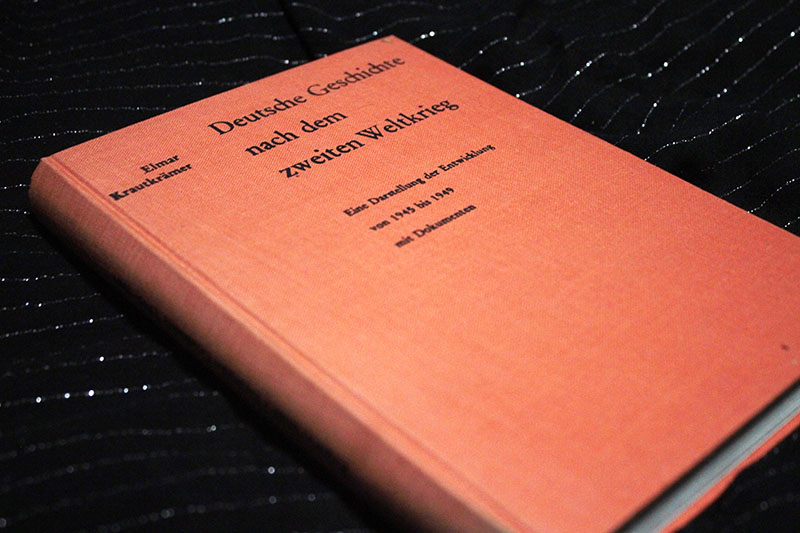 Elmar
Krautkrämer
Deutsche Geschichte
nach dem
zweiten Weltkrieg
Eine Darstellung der Entwicklung
von 1945 bis 1949
mit Dokumenten